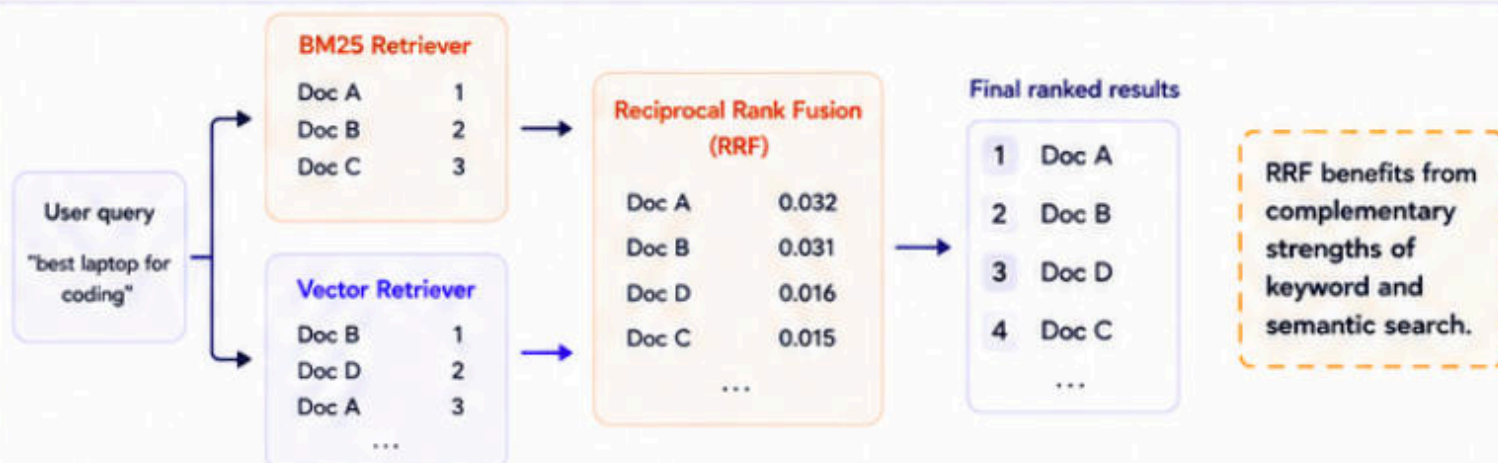 User query
"best laptop for
coding"
BM25 Retriever
Doc A 1
Doc B 2
Doc C 3
Vector Retriever
Doc B 1
Doc D 2
Doc A 3
...
Reciprocal Rank Fusion
(RRF)
Doc A 0.032
Doc B 0.031
Doc D 0.016
Doc C 0.015
...
Final ranked results
1 Doc A
2 Doc B
3 Doc D
4 Doc C
...
RRF benefits from
complementary
strengths of
keyword and
semantic search.